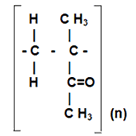 H CH3
- C - C -
H C=O
CH3 (n)